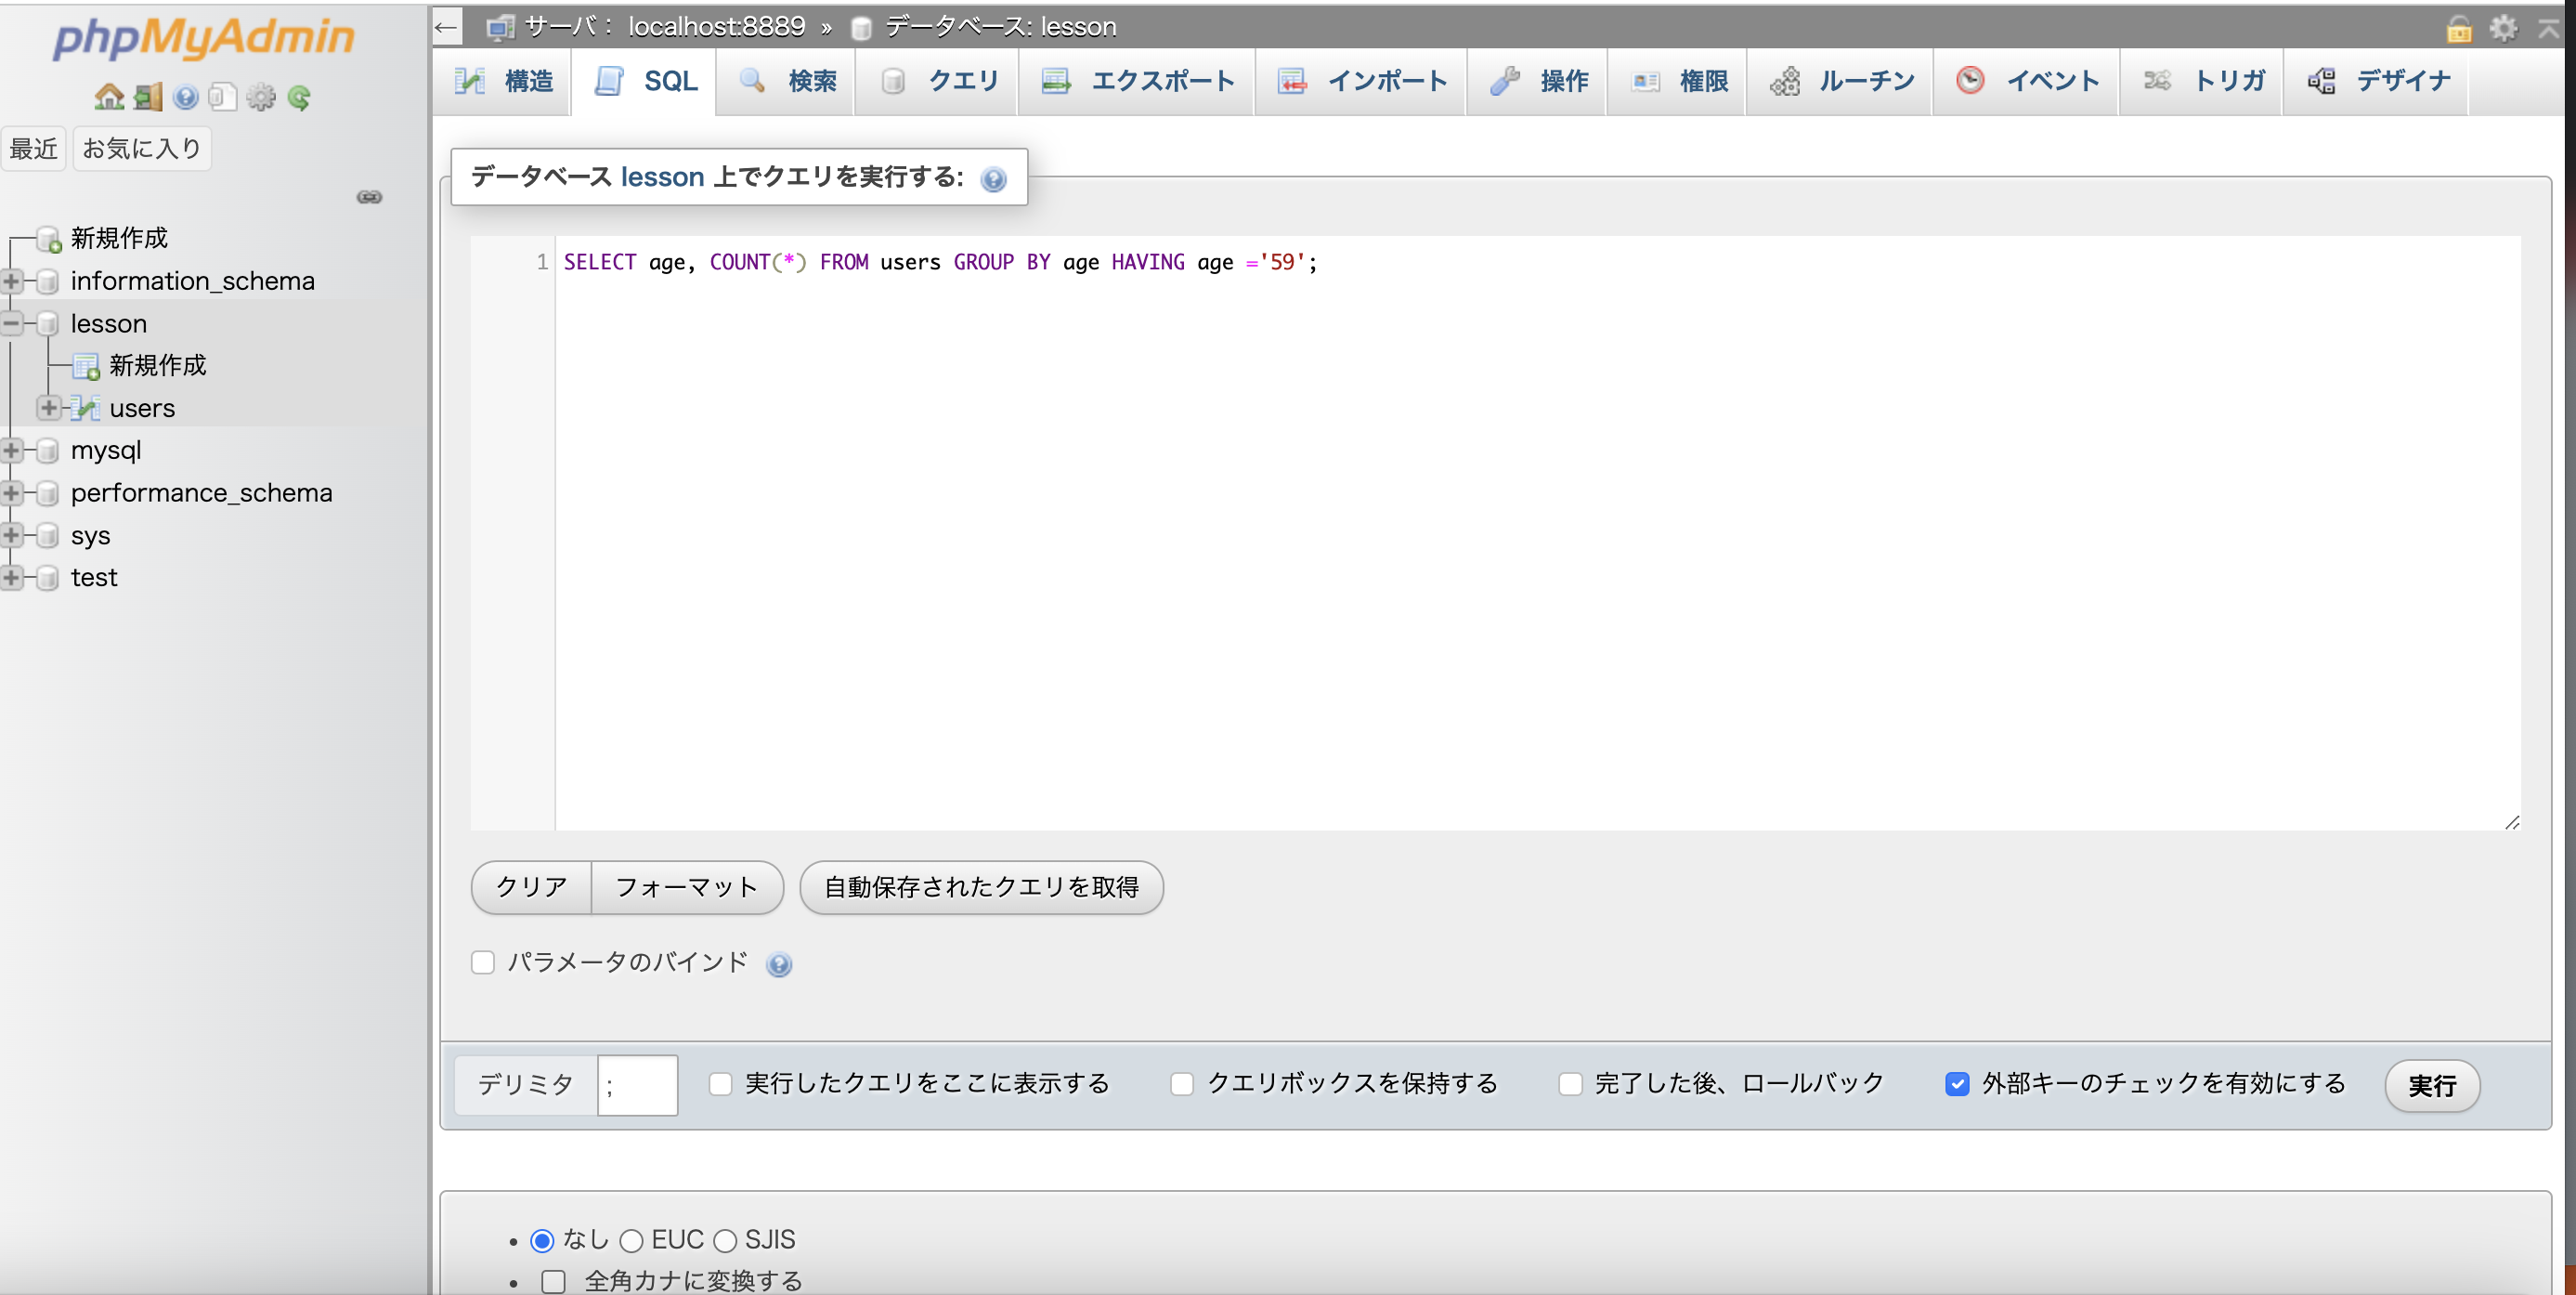 phpMyAdmin
最近 お気に入り
新規作成
information_schema
lesson
新規作成
users
mysql
performance_schema
sys
test
サーバ： localhost:8889 » データベース: lesson
構造 SQL 検索 クエリ エクスポート インポート 操作 権限 ルーチン イベント トリガ デザイナ
データベース lesson 上でクエリを実行する:
1 SELECT age, COUNT(*) FROM users GROUP BY age HAVING age ='59';
クリア フォーマット 自動保存されたクエリを取得
パラメータのバインド
デリミタ ; 実行したクエリをここに表示する クエリボックスを保持する 完了した後、ロールバック 外部キーのチェックを有効にする 実行
なし EUC SJIS
全角カナに変換する